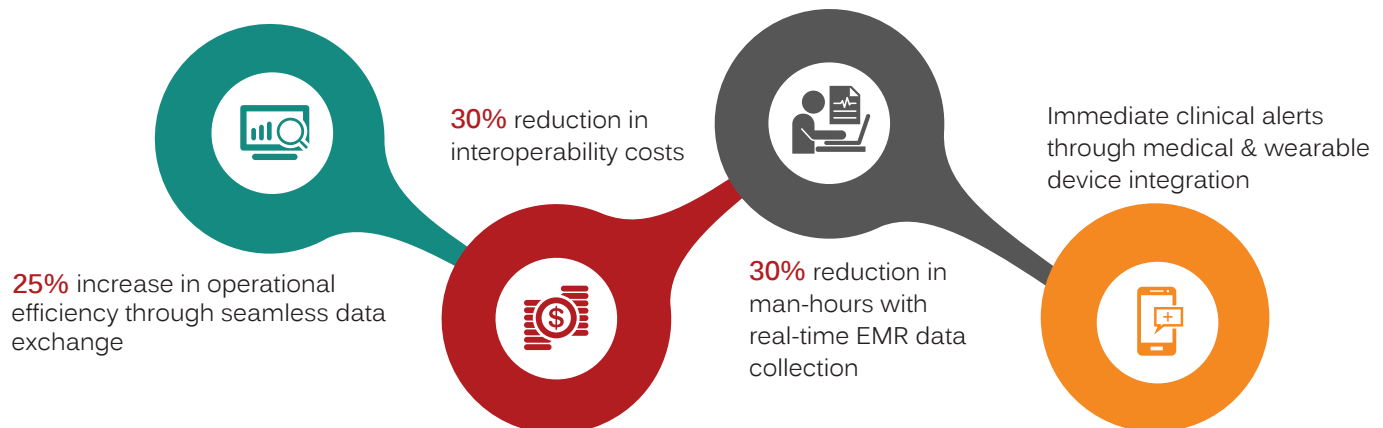 25% increase in operational
efficiency through seamless data
exchange
30% reduction in
interoperability costs
$
30% reduction in
man-hours with
real-time EMR data
collection
Immediate clinical alerts
through medical & wearable
device integration